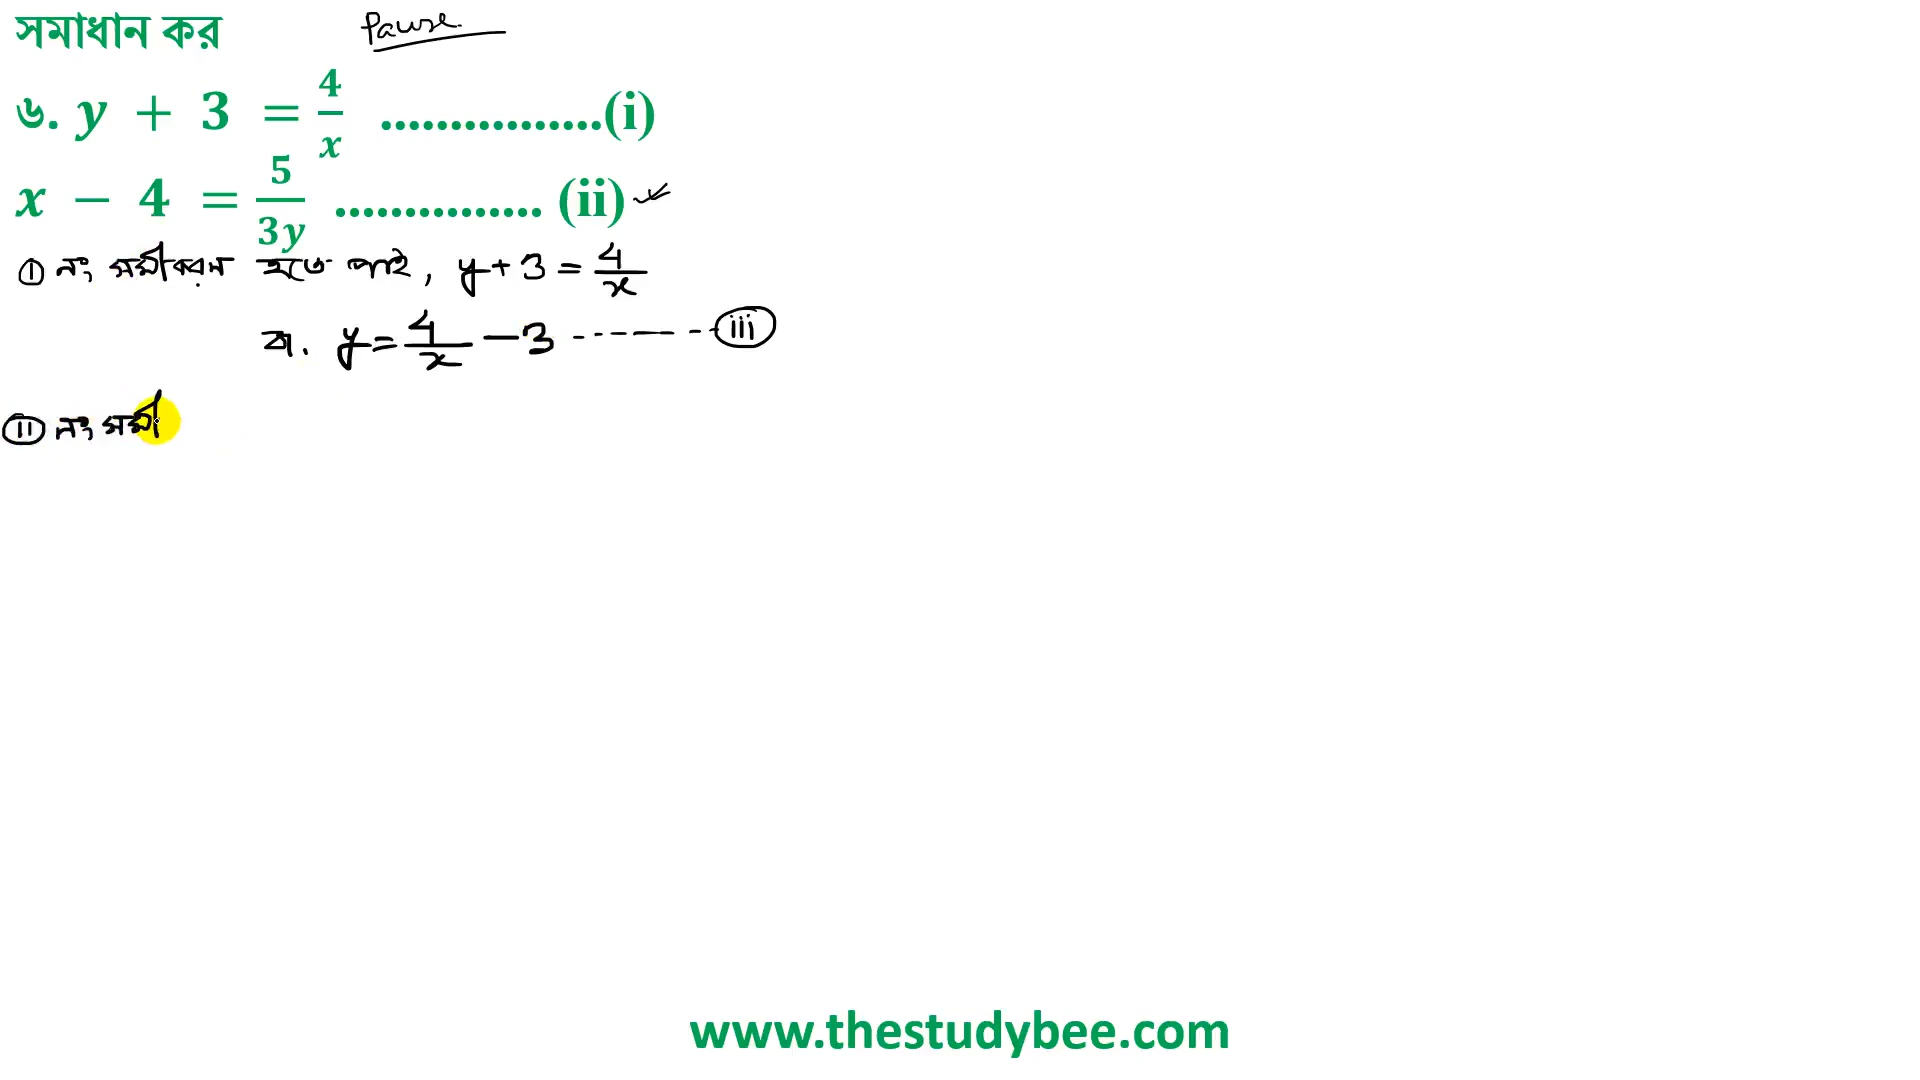 সমাধান কর Pause
৬. y + 3 = 4/x ................(i)
x − 4 = 5/3y ............... (ii)
(i) নং সমীকরণ হতে পাই, y + 3 = 4/x
বা, y = 4/x − 3 -------- (iii)
(ii) নং সমী
www.thestudybee.com